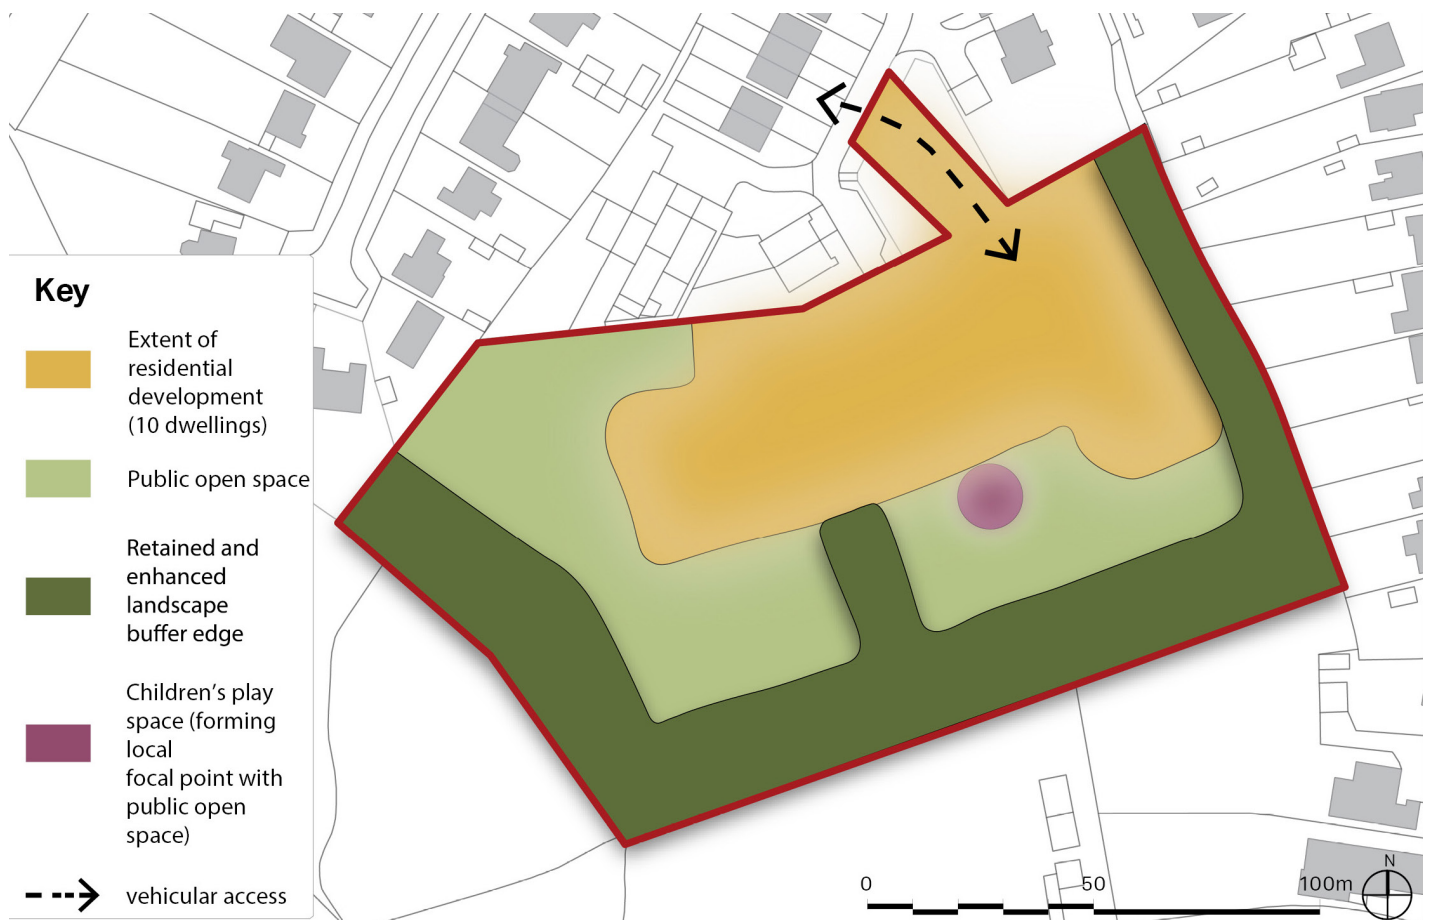 Key
Extent of
residential
development
(10 dwellings)
Public open space
Retained and
enhanced
landscape
buffer edge
Children’s play
space (forming
local
focal point with
public open
space)
vehicular access
0 50 100m
N